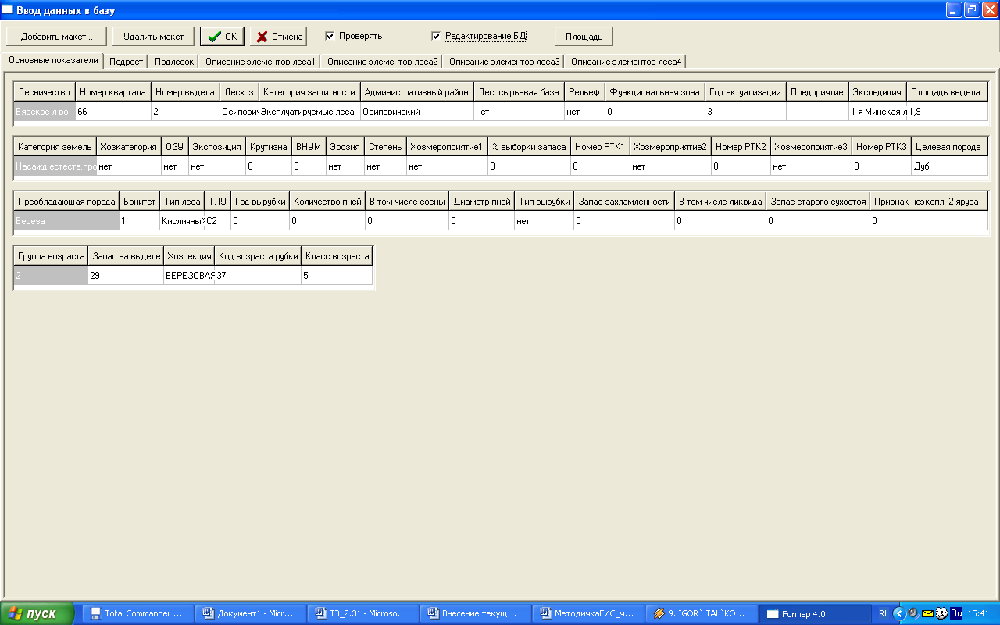 Ввод данных в базу
Добавить макет... Удалить макет OK Отмена Проверять Редактирование БД Площадь
Основные показатели Подрост Подлесок Описание элементов леса1 Описание элементов леса2 Описание элементов леса3 Описание элементов леса4
Лесничество Номер квартала Номер выдела Лесхоз Категория защитности Административный район Лесосырьевая база Рельеф Функциональная зона Год актуализации Предприятие Экспедиция Площадь выдела
Вязское л-во 66 2 Осипович Эксплуатируемые леса Осиповичский нет нет 0 3 1 1-я Минская л 1,9
Категория земель Хозкатегория ОЗУ Экспозиция Крутизна ВНУМ Эрозия Степень Хозмероприятие1 % выборки запаса Номер РТК1 Хозмероприятие2 Номер РТК2 Хозмероприятие3 Номер РТК3 Целевая порода
Насажд.естеств.про нет нет нет 0 0 нет нет нет 0 0 нет 0 нет 0 Дуб
Преобладающая порода Бонитет Тип леса ТЛУ Год вырубки Количество пней В том числе сосны Диаметр пней Тип вырубки Запас захламленности В том числе ликвида Запас старого сухостоя Признак неэкспл. 2 яруса
Береза 1 Кисличный С2 0 0 0 0 нет 0 0 0 0
Группа возраста Запас на выделе Хозсекция Код возраста рубки Класс возраста
2 29 БЕРЕЗОВАЯ 37 5
пуск Total Commander ... Документ1 - Micr... ТЗ_2.31 - Microso... Внесение текущ... МетодичкаГИС_ч... 9. IGOR` TAL`KO... Formap 4.0 RL Ru 15:41